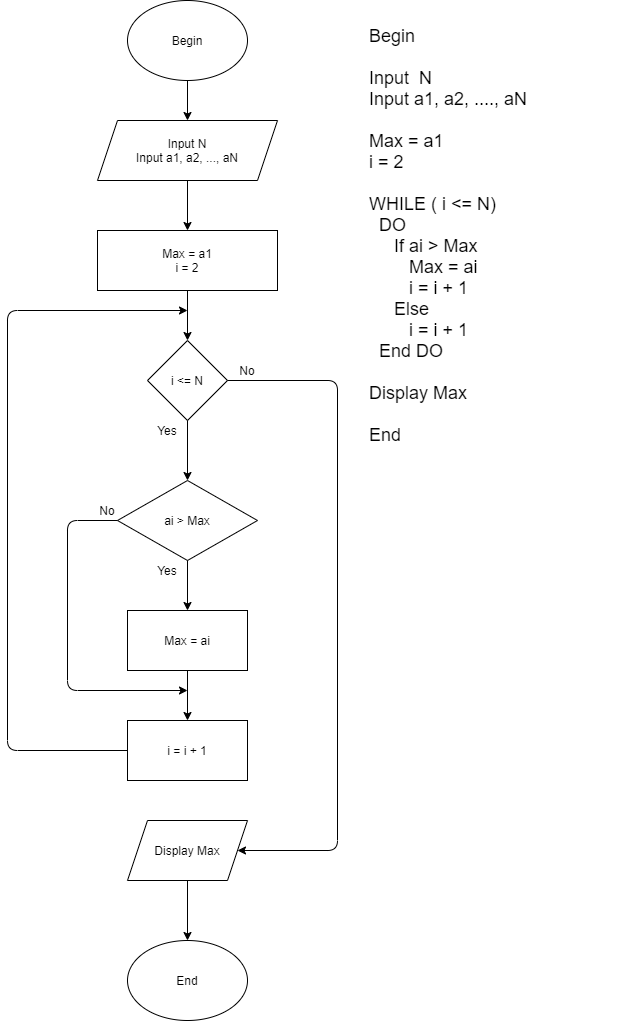 Begin
Input N
Input a1, a2, ..., aN
Max = a1
i = 2
i <= N
No
Yes
ai > Max
No
Yes
Max = ai
i = i + 1
Display Max
End
Begin
Input  N
Input a1, a2, ...., aN
Max = a1
i = 2
WHILE ( i <= N)
DO
If ai > Max
Max = ai
i = i + 1
Else
i = i + 1
End DO
Display Max
End